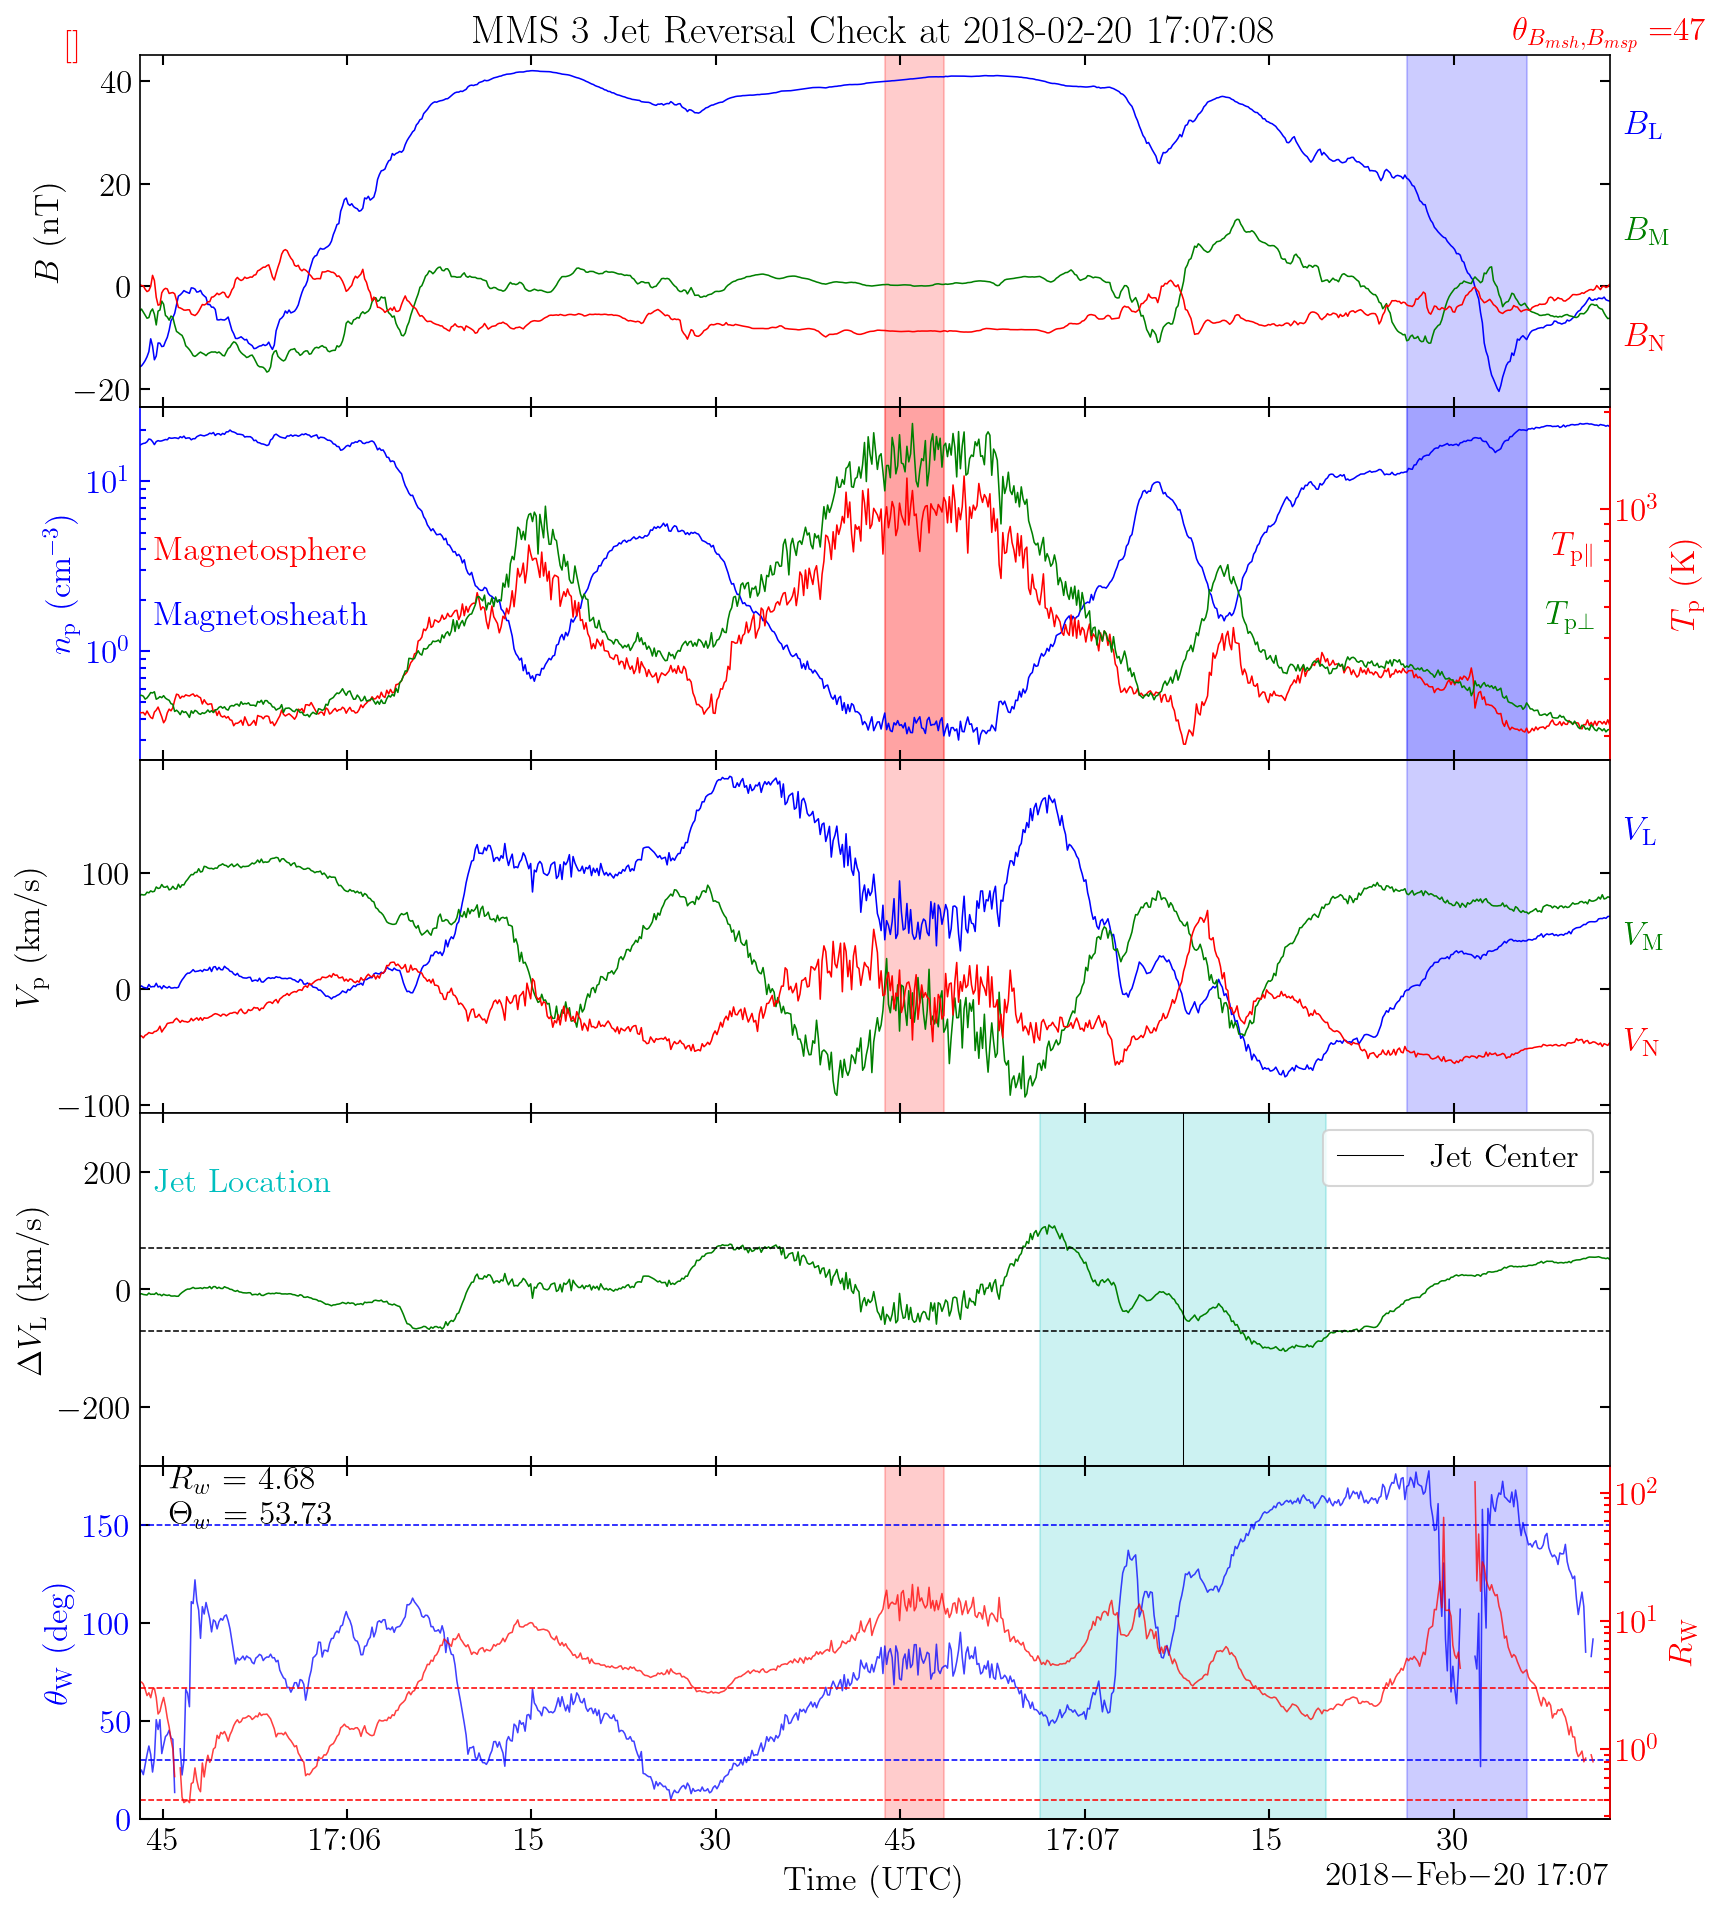 MMS 3 Jet Reversal Check at 2018-02-20 17:07:08
[]
θ_{B_{msh},B_{msp}} =47
40
20
0
−20
B (nT)
B_L
B_M
B_N
10^1
10^0
n_p (cm^{−3})
Magnetosphere
Magnetosheath
T_{p∥}
T_{p⊥}
10^3
T_p (K)
100
0
−100
V_p (km/s)
V_L
V_M
V_N
200
0
−200
ΔV_L (km/s)
Jet Location
Jet Center
R_w = 4.68
Θ_w = 53.73
150
100
50
0
θ_W (deg)
10^2
10^1
10^0
R_W
45 17:06 15 30 45 17:07 15 30
Time (UTC)
2018−Feb−20 17:07